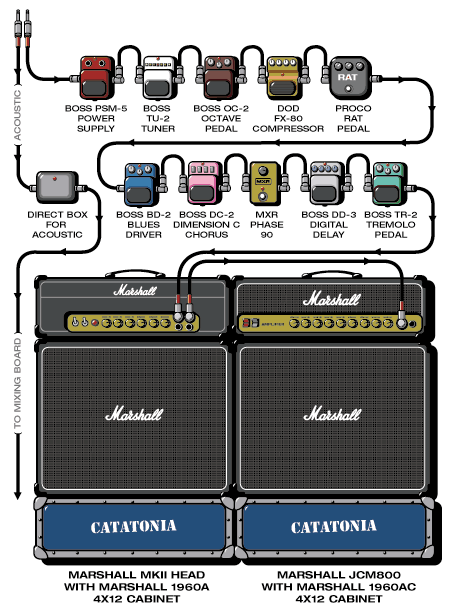 ACOUSTIC
BOSS PSM-5
POWER
SUPPLY
BOSS
TU-2
TUNER
BOSS OC-2
OCTAVE
PEDAL
DOD
FX-80
COMPRESSOR
RAT
PROCO
RAT
PEDAL
DIRECT BOX
FOR
ACOUSTIC
BOSS BD-2
BLUES
DRIVER
BOSS DC-2
DIMENSION C
CHORUS
MXR
MXR
PHASE
90
BOSS DD-3
DIGITAL
DELAY
BOSS TR-2
TREMOLO
PEDAL
TO MIXING BOARD
Marshall
Marshall
Marshall
Marshall
CATATONIA
CATATONIA
MARSHALL MKII HEAD
WITH MARSHALL 1960A
4X12 CABINET
MARSHALL JCM800
WITH MARSHALL 1960AC
4X12 CABINET